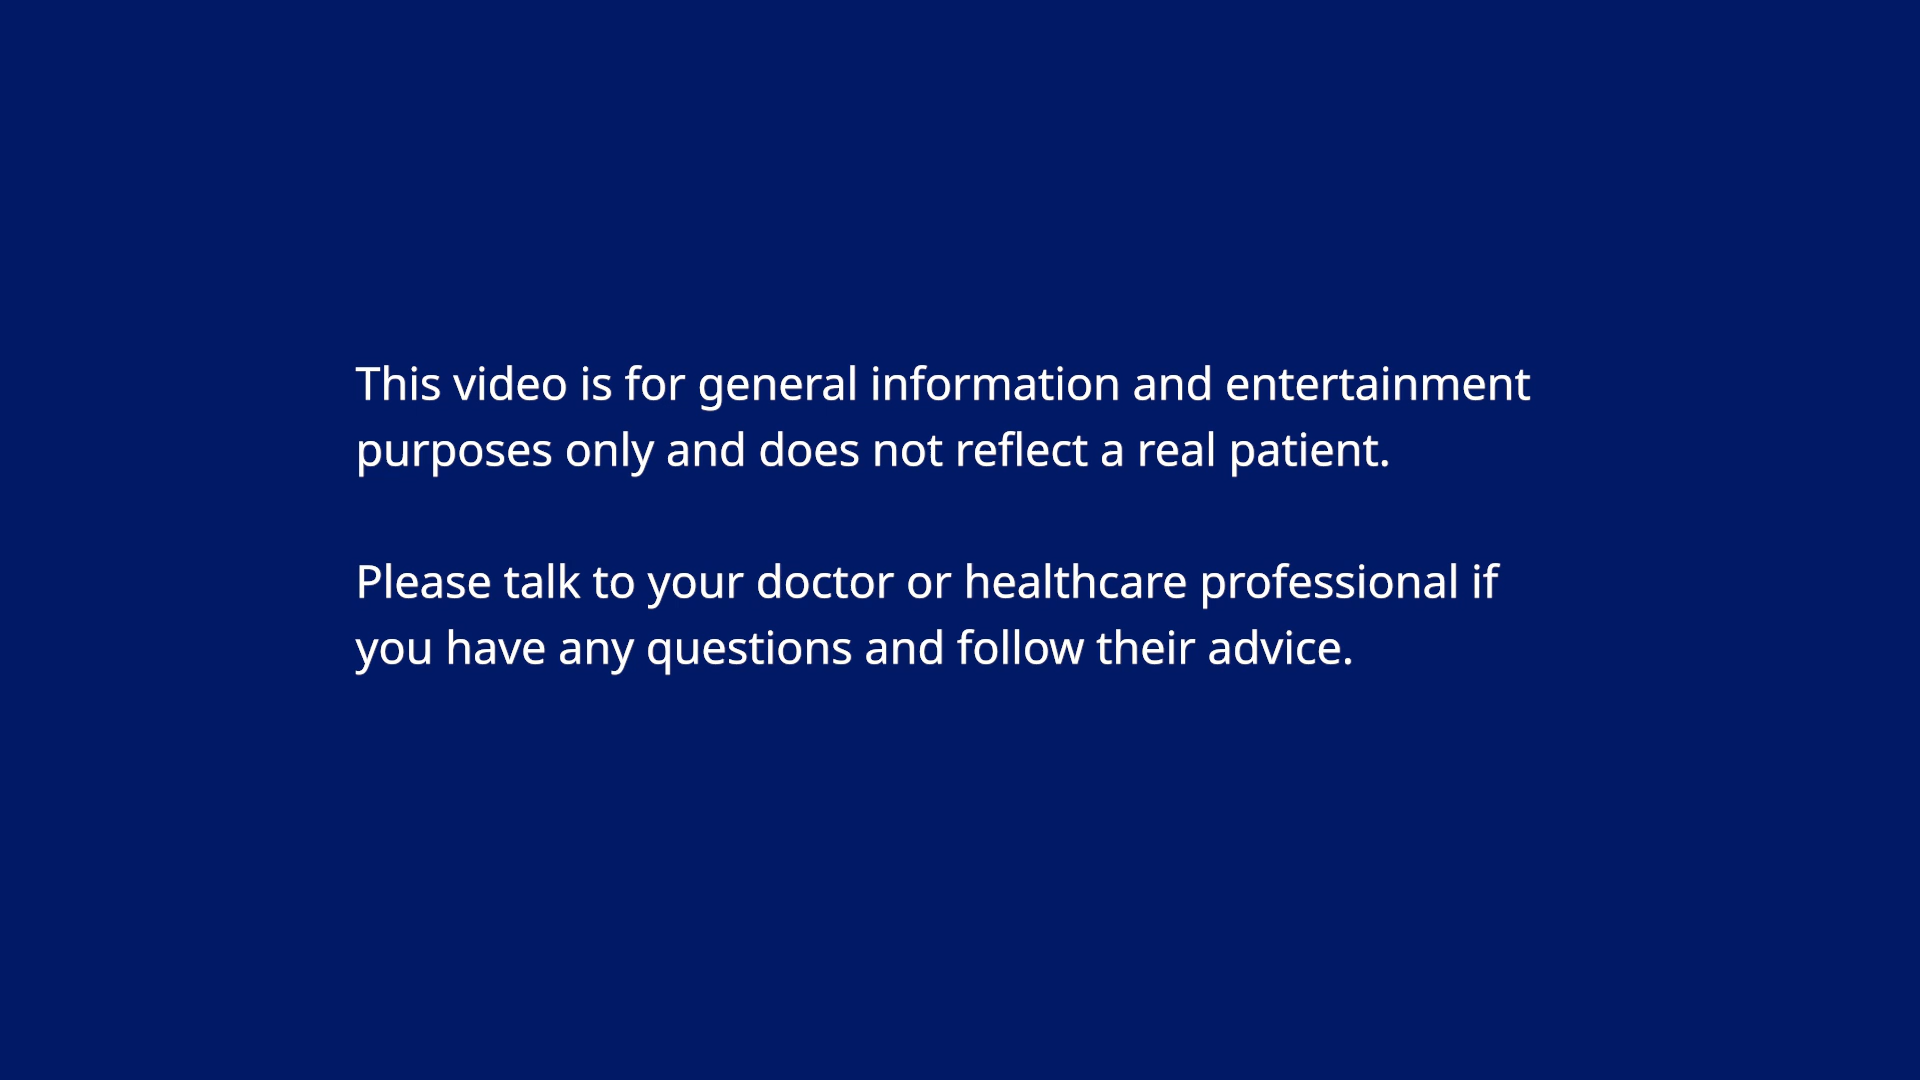 This video is for general information and entertainment
purposes only and does not reflect a real patient.
Please talk to your doctor or healthcare professional if
you have any questions and follow their advice.